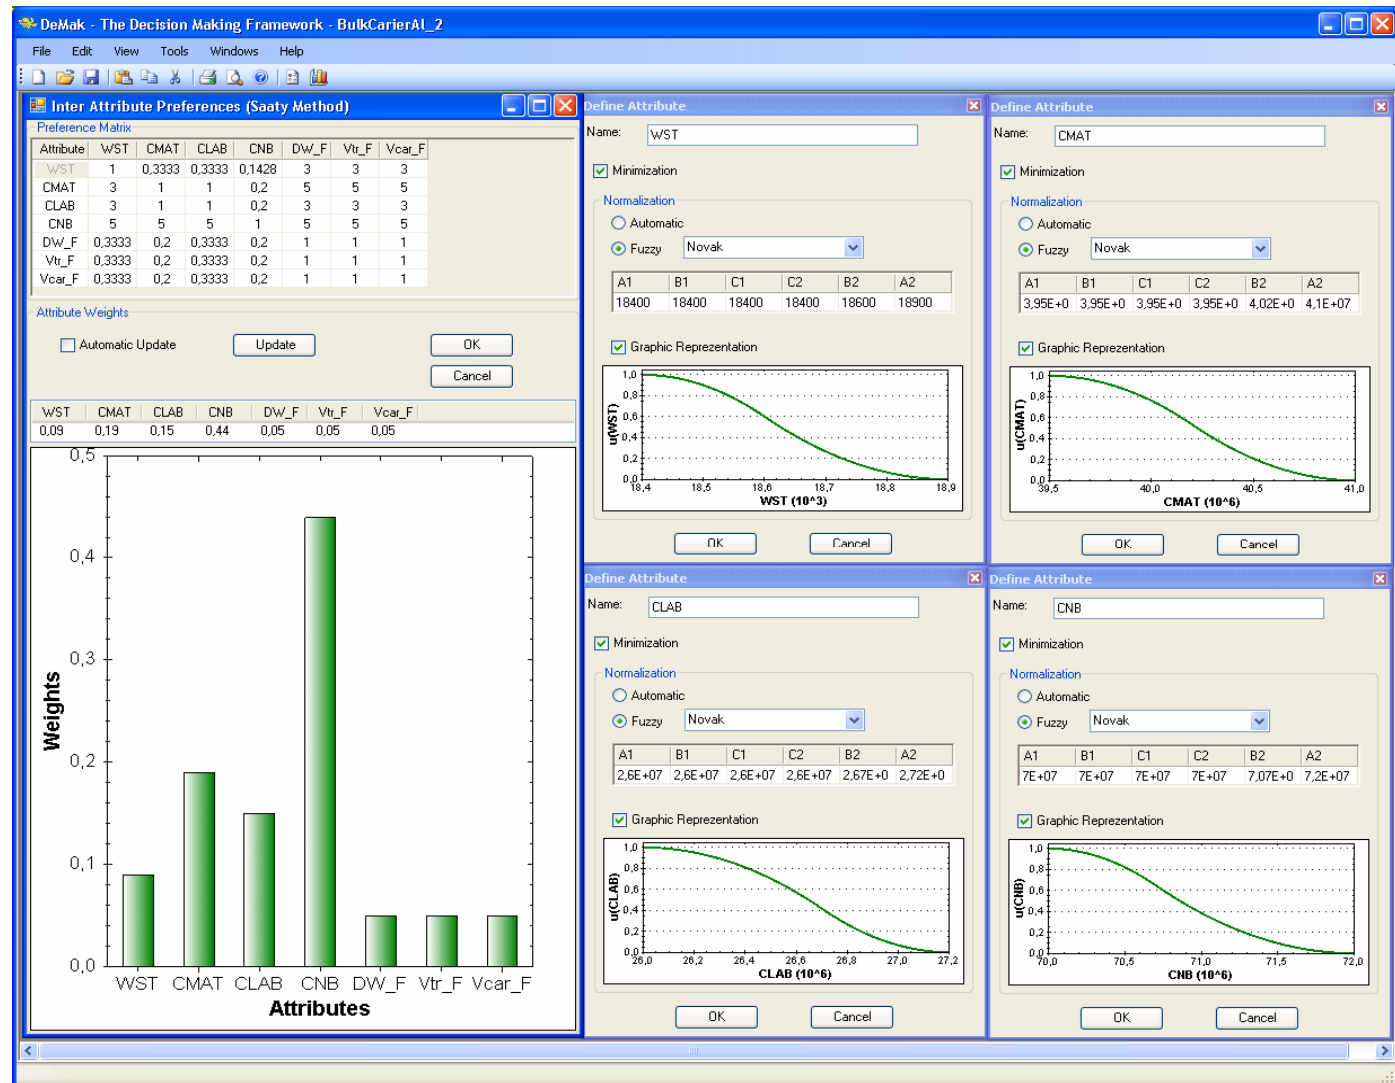 DeMak - The Decision Making Framework - BulkCarierAL_2
File Edit View Tools Windows Help
Inter Attribute Preferences (Saaty Method)
Preference Matrix
Attribute WST CMAT CLAB CNB DW_F Vtr_F Vcar_F
WST 1 0,3333 0,3333 0,1428 3 3 3
CMAT 3 1 1 0,2 5 5 5
CLAB 3 1 1 0,2 3 3 3
CNB 5 5 5 1 5 5 5
DW_F 0,3333 0,2 0,3333 0,2 1 1 1
Vtr_F 0,3333 0,2 0,3333 0,2 1 1 1
Vcar_F 0,3333 0,2 0,3333 0,2 1 1 1
Attribute Weights
Automatic Update Update OK
Cancel
WST CMAT CLAB CNB DW_F Vtr_F Vcar_F
0,09 0,19 0,15 0,44 0,05 0,05 0,05
0,5
0,4
0,3
0,2
0,1
0,0
Weights
WST CMAT CLAB CNB DW_F Vtr_F Vcar_F
Attributes
Define Attribute
Name: WST
Minimization
Normalization
Automatic
Fuzzy Novak
A1 B1 C1 C2 B2 A2
18400 18400 18400 18400 18600 18900
Graphic Reprezentation
1,0
0,8
0,6
0,4
0,2
0,0
u(WST)
18,4 18,5 18,6 18,7 18,8 18,9
WST (10^3)
OK Cancel
Define Attribute
Name: CMAT
Minimization
Normalization
Automatic
Fuzzy Novak
A1 B1 C1 C2 B2 A2
3,95E+0 3,95E+0 3,95E+0 3,95E+0 4,02E+0 4,1E+07
Graphic Reprezentation
1,0
0,8
0,6
0,4
0,2
0,0
u(CMAT)
39,5 40,0 40,5 41,0
CMAT (10^6)
OK Cancel
Define Attribute
Name: CLAB
Minimization
Normalization
Automatic
Fuzzy Novak
A1 B1 C1 C2 B2 A2
2,6E+07 2,6E+07 2,6E+07 2,6E+07 2,67E+0 2,72E+0
Graphic Reprezentation
1,0
0,8
0,6
0,4
0,2
0,0
u(CLAB)
26,0 26,2 26,4 26,6 26,8 27,0 27,2
CLAB (10^6)
OK Cancel
Define Attribute
Name: CNB
Minimization
Normalization
Automatic
Fuzzy Novak
A1 B1 C1 C2 B2 A2
7E+07 7E+07 7E+07 7E+07 7,07E+0 7,2E+07
Graphic Reprezentation
1,0
0,8
0,6
0,4
0,2
0,0
u(CNB)
70,0 70,5 71,0 71,5 72,0
CNB (10^6)
OK Cancel